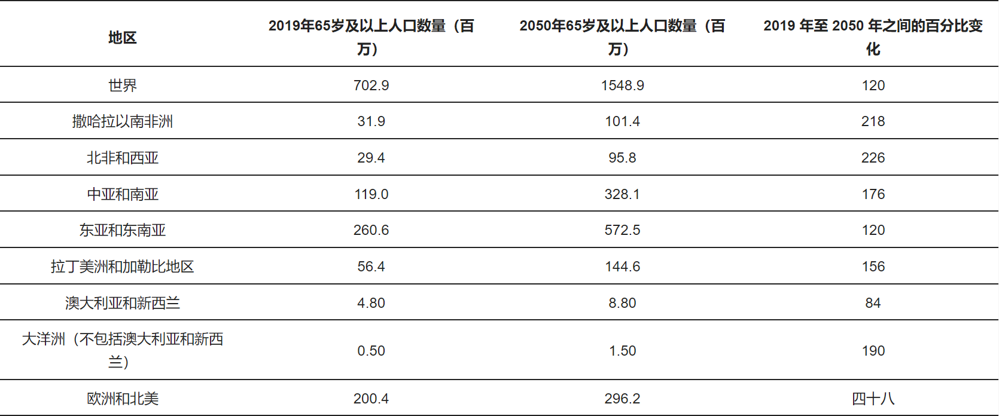 地区 2019年65岁及以上人口数量（百万） 2050年65岁及以上人口数量（百万） 2019 年至 2050 年之间的百分比变化
世界 702.9 1548.9 120
撒哈拉以南非洲 31.9 101.4 218
北非和西亚 29.4 95.8 226
中亚和南亚 119.0 328.1 176
东亚和东南亚 260.6 572.5 120
拉丁美洲和加勒比地区 56.4 144.6 156
澳大利亚和新西兰 4.80 8.80 84
大洋洲（不包括澳大利亚和新西兰） 0.50 1.50 190
欧洲和北美 200.4 296.2 四十八